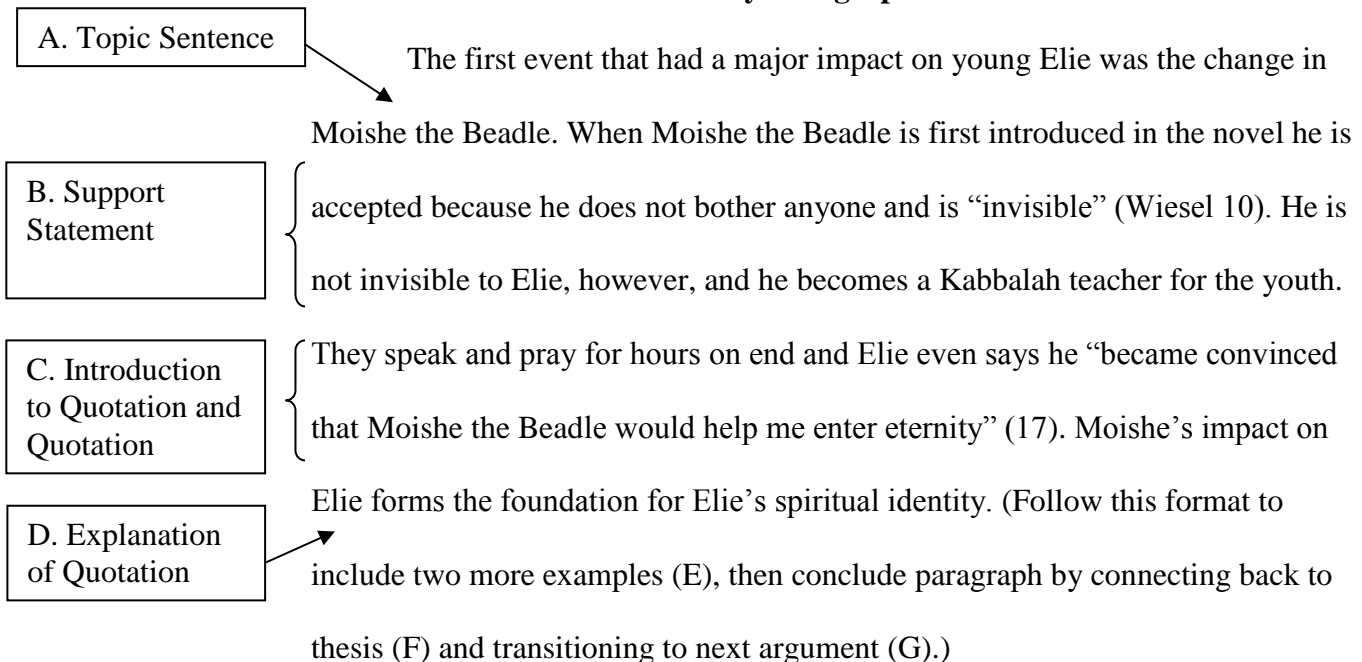 A. Topic Sentence
The first event that had a major impact on young Elie was the change in
Moishe the Beadle. When Moishe the Beadle is first introduced in the novel he is
B. Support
Statement
accepted because he does not bother anyone and is “invisible” (Wiesel 10). He is
not invisible to Elie, however, and he becomes a Kabbalah teacher for the youth.
C. Introduction
to Quotation and
Quotation
They speak and pray for hours on end and Elie even says he “became convinced
that Moishe the Beadle would help me enter eternity” (17). Moishe’s impact on
D. Explanation
of Quotation
Elie forms the foundation for Elie’s spiritual identity. (Follow this format to
include two more examples (E), then conclude paragraph by connecting back to
thesis (F) and transitioning to next argument (G).)